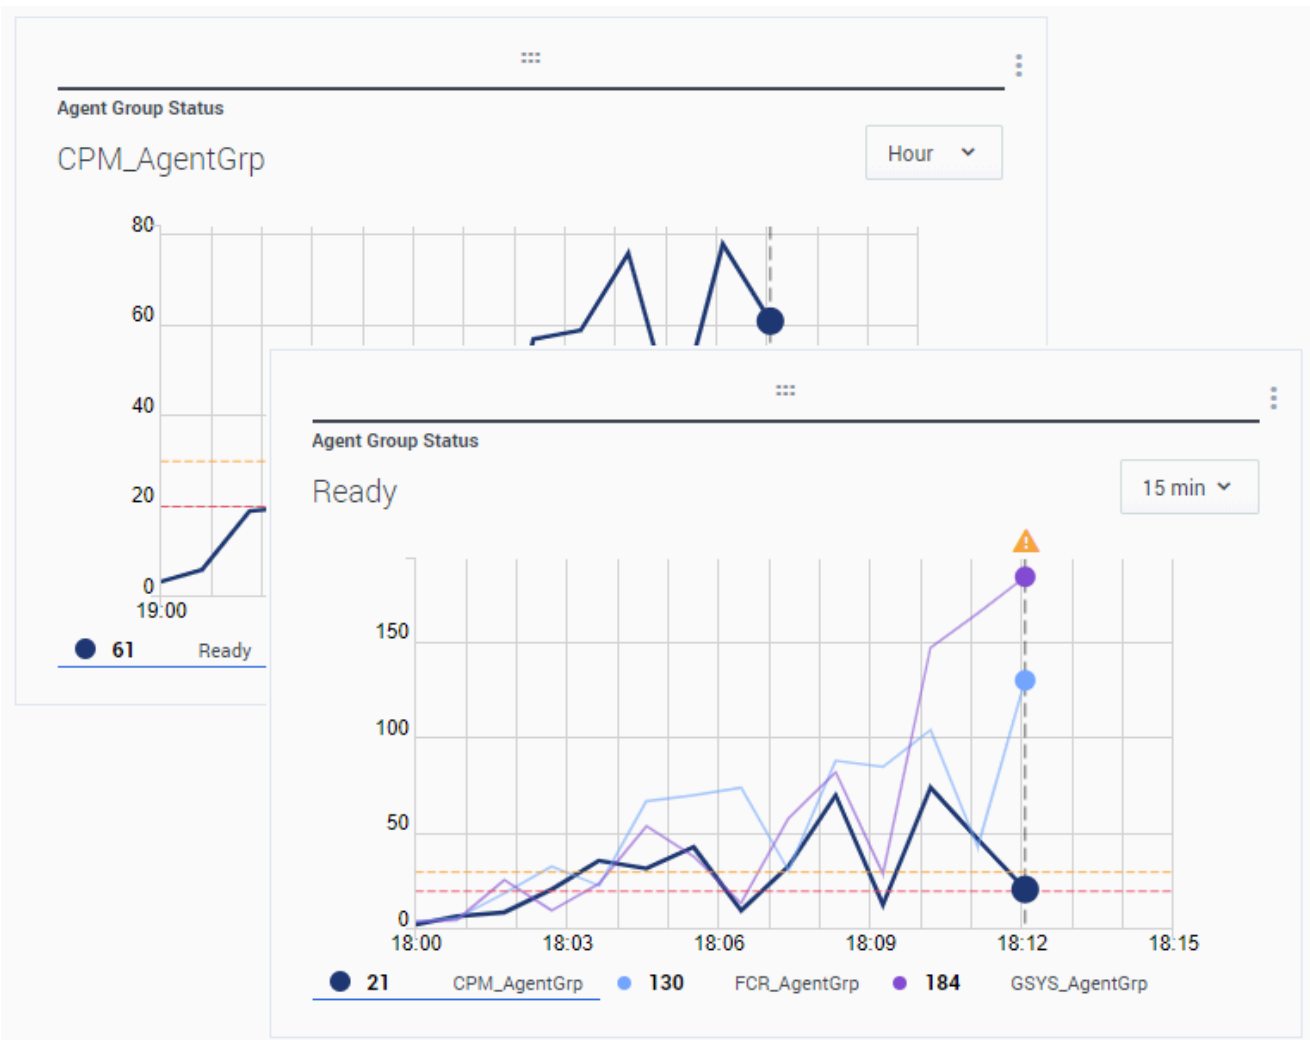 Agent Group Status
CPM_AgentGrp
Hour
80
60
40
20
0
19:00
61 Ready
Agent Group Status
Ready
15 min
150
100
50
0
18:00 18:03 18:06 18:09 18:12 18:15
21 CPM_AgentGrp 130 FCR_AgentGrp 184 GSYS_AgentGrp